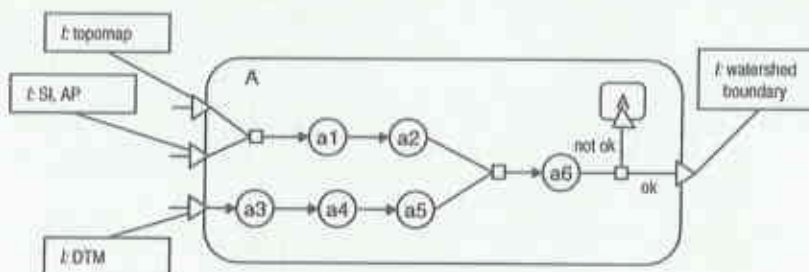 I: topomap
I: SI, AP
A
a1
a2
A
not ok
I: watershed
boundary
a6
ok
a3
a4
a5
I: DTM